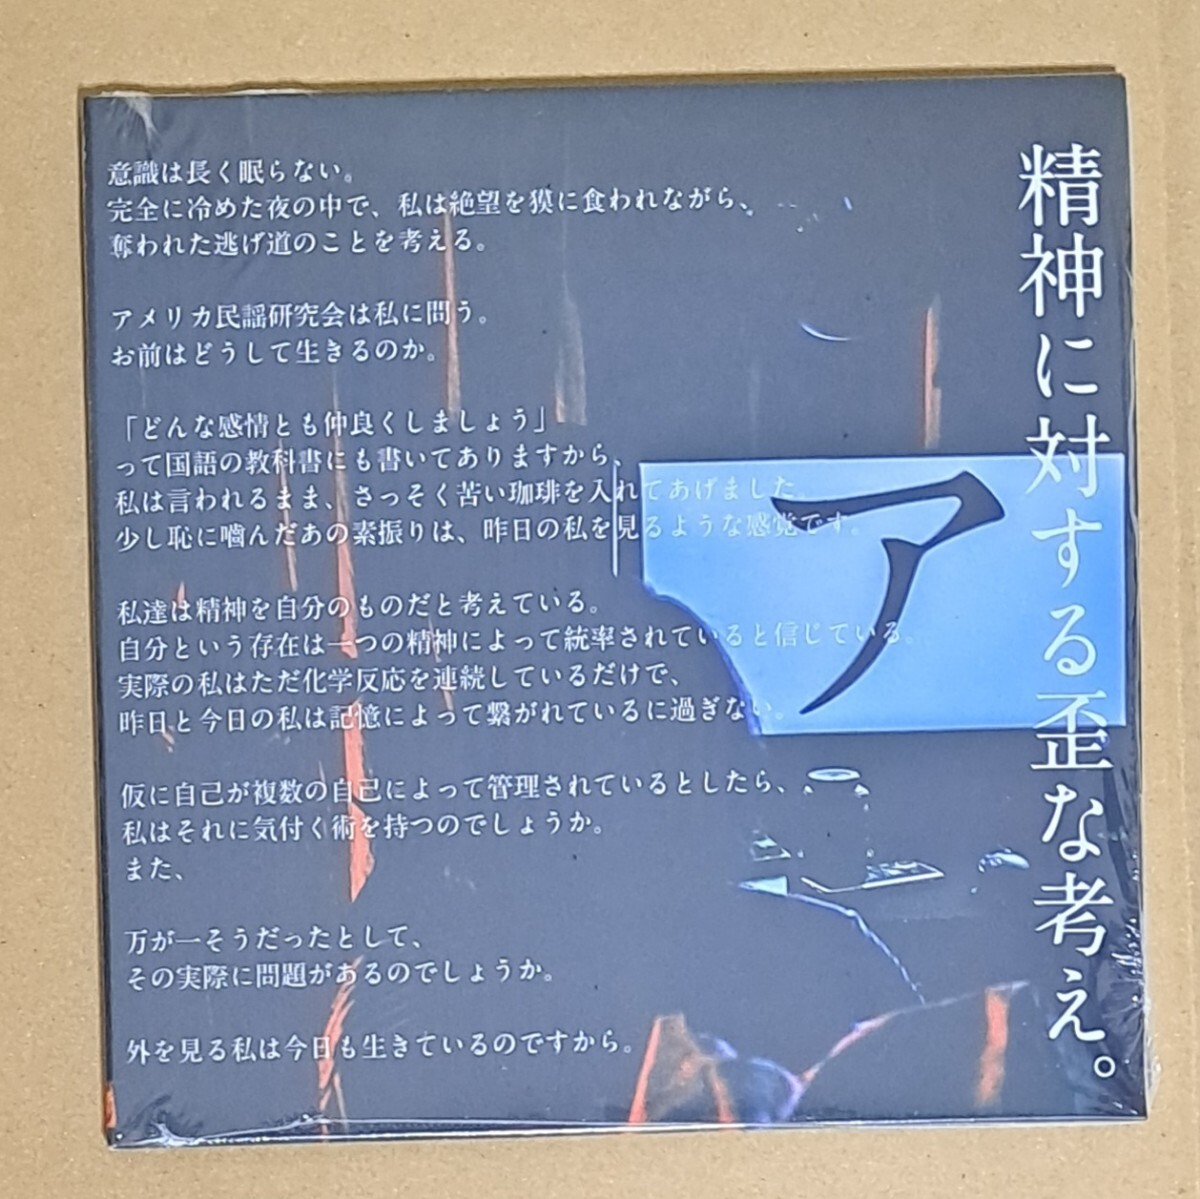 精神に対する歪な考え。
ア
意識は長く眠らない。
完全に冷めた夜の中で、私は絶望を獏に食われながら、
奪われた逃げ道のことを考える。
アメリカ民謡研究会は私に問う。
お前はどうして生きるのか。
「どんな感情とも仲良くしましょう」
って国語の教科書にも書いてありますから、
私は言われるまま、さっそく苦い珈琲を入れてあげました。
少し恥に嚙んだあの素振りは、昨日の私を見るような感覚です。
私達は精神を自分のものだと考えている。
自分という存在は一つの精神によって統率されていると信じている。
実際の私はただ化学反応を連続しているだけで、
昨日と今日の私は記憶によって繋がれているに過ぎない。
仮に自己が複数の自己によって管理されているとしたら、
私はそれに気付く術を持つのでしょうか。
また、
万が一そうだったとして、
その実際に問題があるのでしょうか。
外を見る私は今日も生きているのですから。